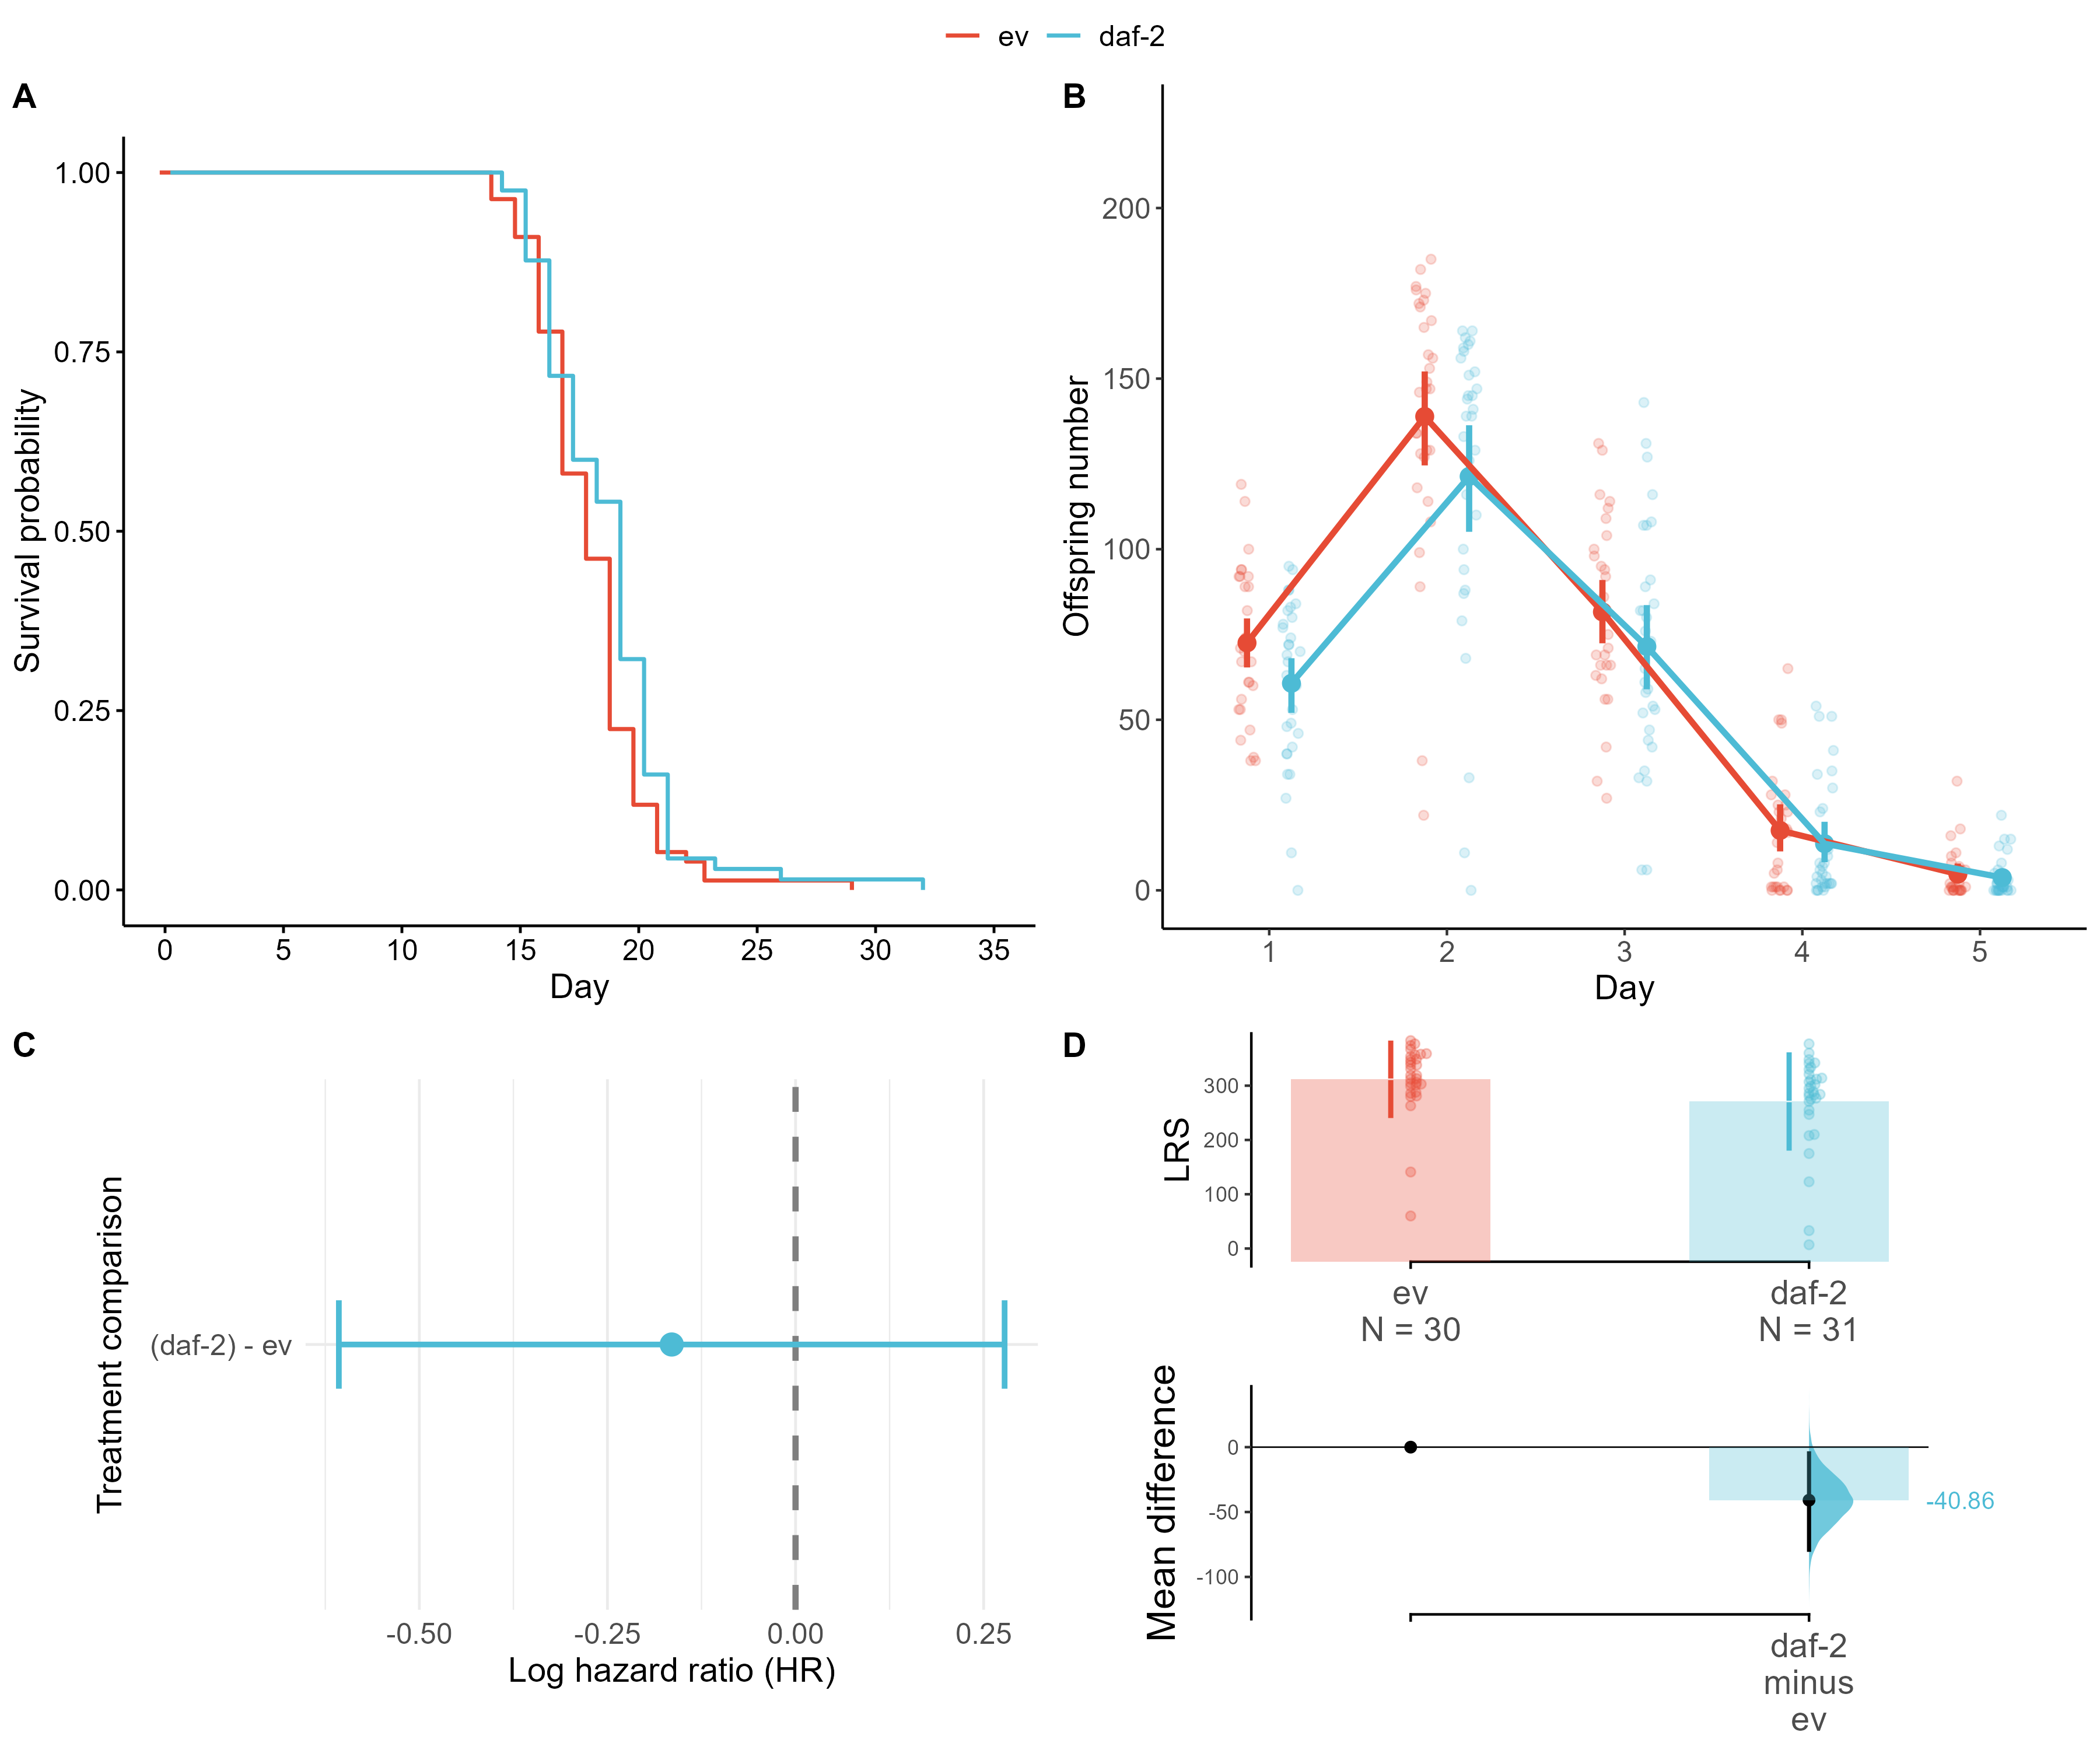 ev daf-2
A
Survival probability
1.00
0.75
0.50
0.25
0.00
0 5 10 15 20 25 30 35
Day
B
Offspring number
200
150
100
50
0
1 2 3 4 5
Day
C
Treatment comparison
(daf-2) - ev
-0.50 -0.25 0.00 0.25
Log hazard ratio (HR)
D
LRS
300
200
100
0
ev daf-2
N = 30 N = 31
Mean difference
0
-50
-100
-40.86
daf-2
minus
ev